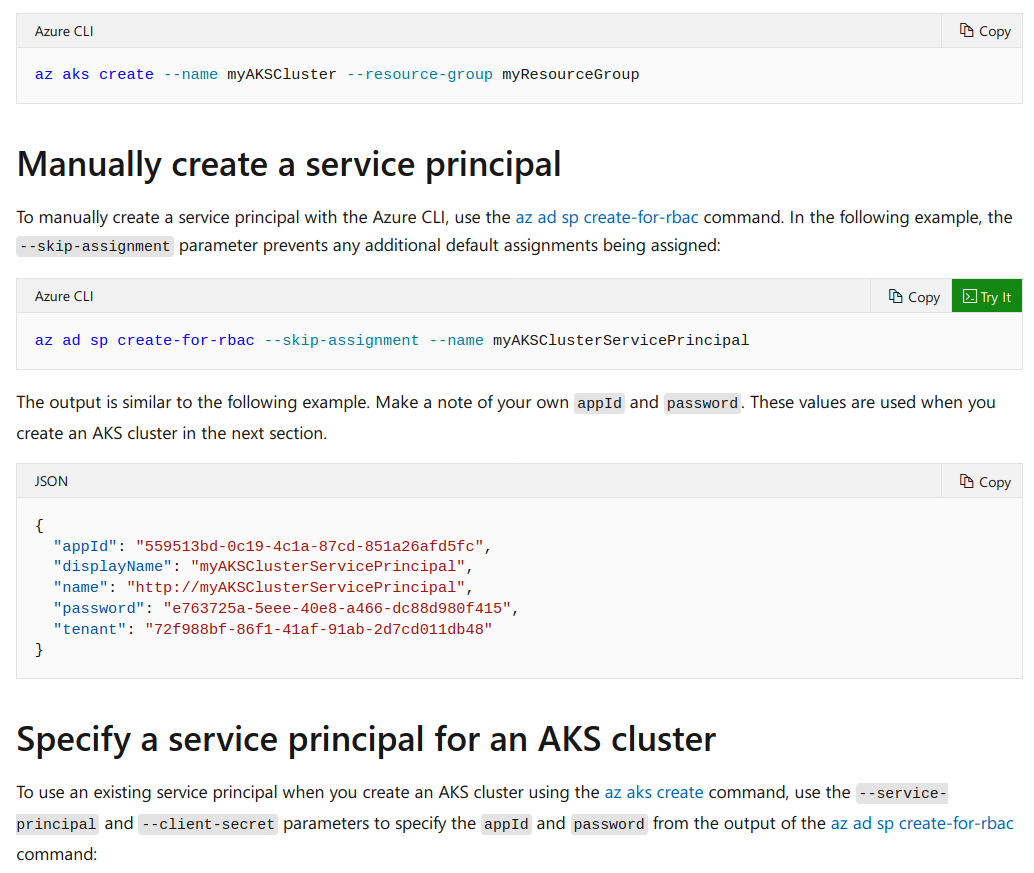 Azure CLI
Copy
az aks create --name myAKSCluster --resource-group myResourceGroup
Manually create a service principal
To manually create a service principal with the Azure CLI, use the az ad sp create-for-rbac command. In the following example, the
--skip-assignment parameter prevents any additional default assignments being assigned:
Azure CLI
Copy
Try It
az ad sp create-for-rbac --skip-assignment --name myAKSClusterServicePrincipal
The output is similar to the following example. Make a note of your own appId and password. These values are used when you
create an AKS cluster in the next section.
JSON
Copy
{
"appId": "559513bd-0c19-4c1a-87cd-851a26afd5fc",
"displayName": "myAKSClusterServicePrincipal",
"name": "http://myAKSClusterServicePrincipal",
"password": "e763725a-5eee-40e8-a466-dc88d980f415",
"tenant": "72f988bf-86f1-41af-91ab-2d7cd011db48"
}
Specify a service principal for an AKS cluster
To use an existing service principal when you create an AKS cluster using the az aks create command, use the --service-
principal and --client-secret parameters to specify the appId and password from the output of the az ad sp create-for-rbac
command: